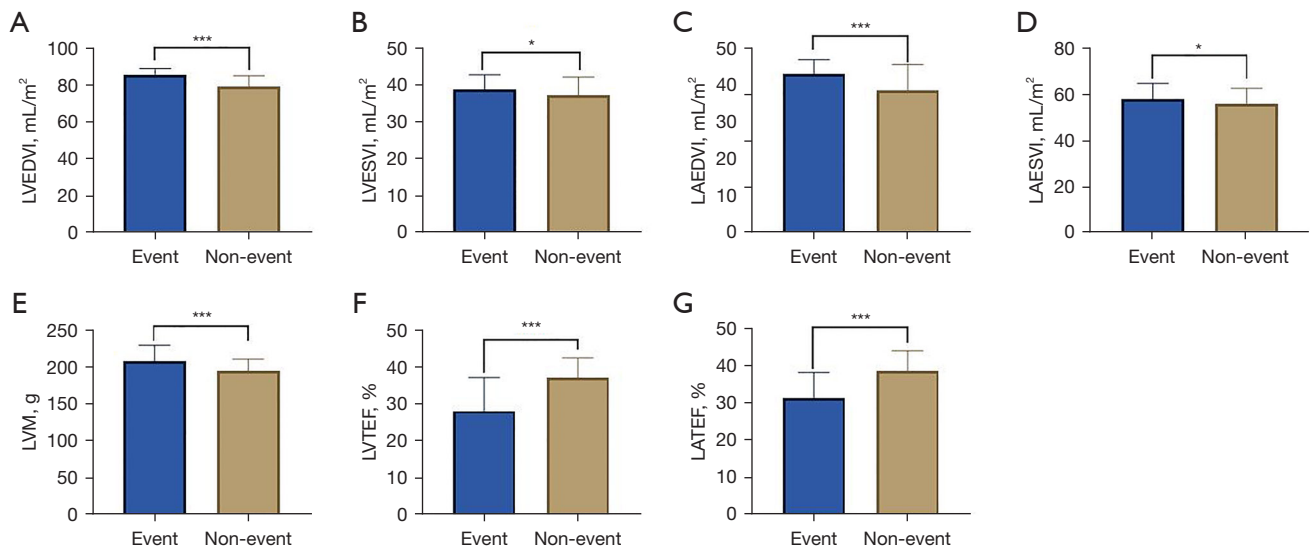 A
***
100
80
60
40
20
0
LVEDVI, mL/m²
Event Non-event
B
*
50
40
30
20
10
0
LVESVI, mL/m²
Event Non-event
C
***
50
40
30
20
10
0
LAEDVI, mL/m²
Event Non-event
D
*
80
60
40
20
0
LAESVI, mL/m²
Event Non-event
E
***
250
200
150
100
50
0
LVM, g
Event Non-event
F
***
50
40
30
20
10
0
LVTEF, %
Event Non-event
G
***
50
40
30
20
10
0
LATEF, %
Event Non-event